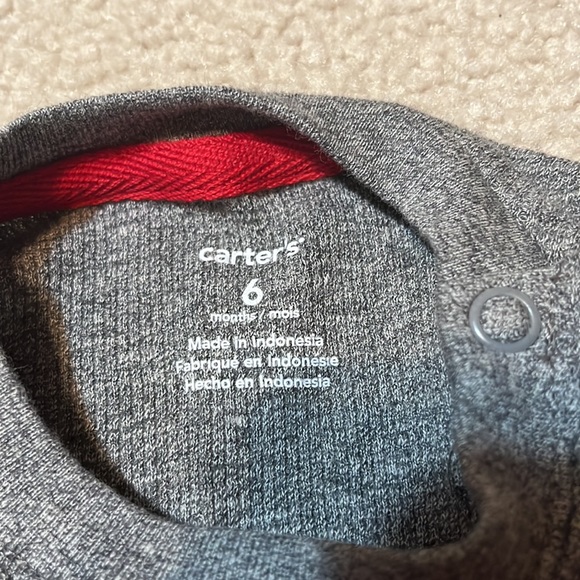 carter's
6
months / mois
Made in Indonesia
Fabriqué en Indonésie
Hecho en Indonesia